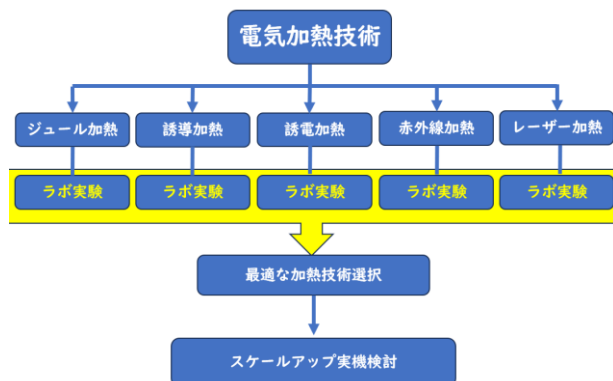 電気加熱技術
ジュール加熱
誘導加熱
誘電加熱
赤外線加熱
レーザー加熱
ラボ実験
ラボ実験
ラボ実験
ラボ実験
ラボ実験
最適な加熱技術選択
スケールアップ実機検討